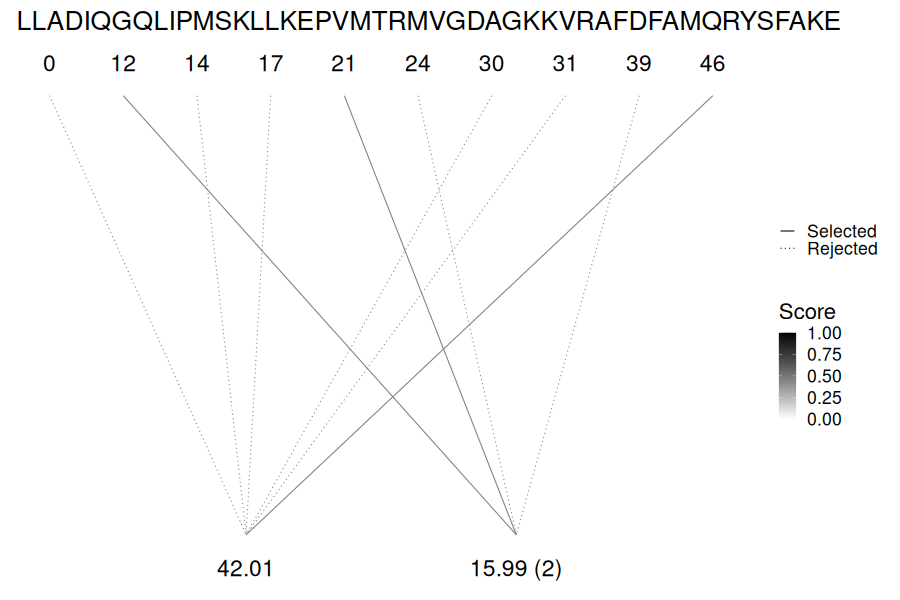 LLADIQGQLIPMSKLLKEPVMTRMVGDAGKKVRAFDFAMQRYSFAKE
0 12 14 17 21 24 30 31 39 46
Selected
Rejected
Score
1.00
0.75
0.50
0.25
0.00
42.01 15.99 (2)